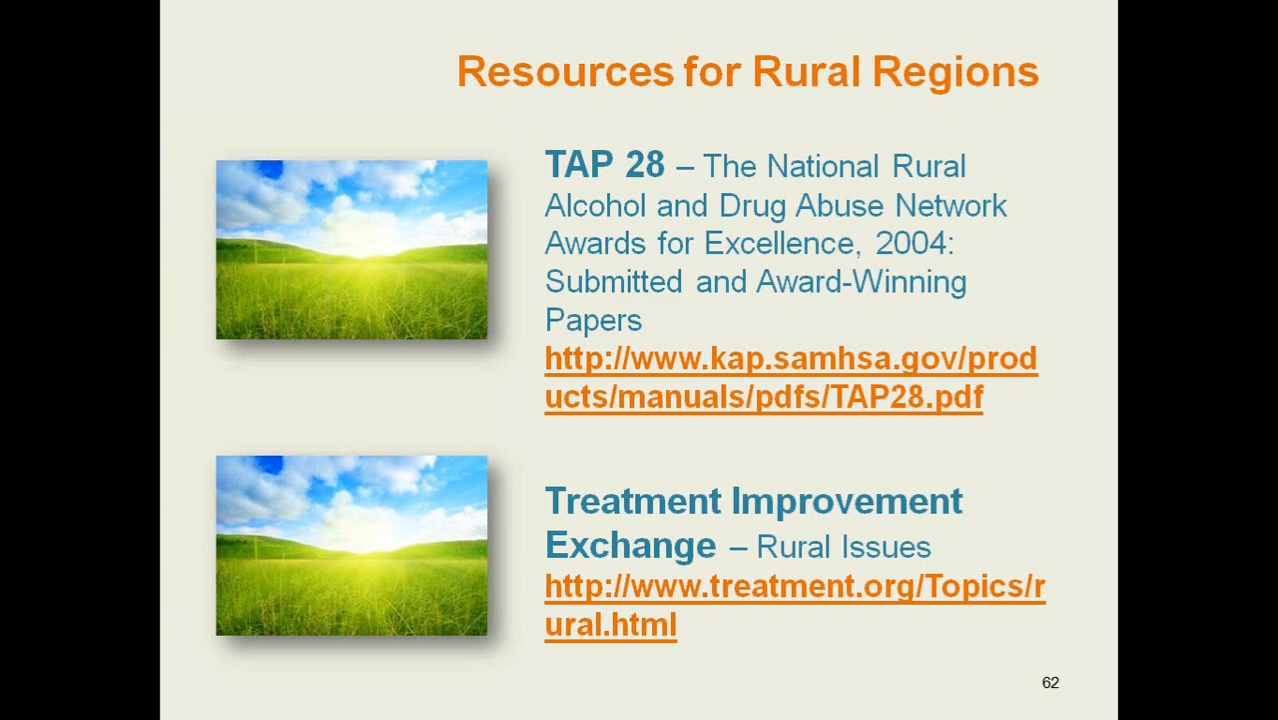 Resources for Rural Regions
TAP 28 – The National Rural
Alcohol and Drug Abuse Network
Awards for Excellence, 2004:
Submitted and Award-Winning
Papers
http://www.kap.samhsa.gov/prod
ucts/manuals/pdfs/TAP28.pdf
Treatment Improvement
Exchange – Rural Issues
http://www.treatment.org/Topics/r
ural.html
62